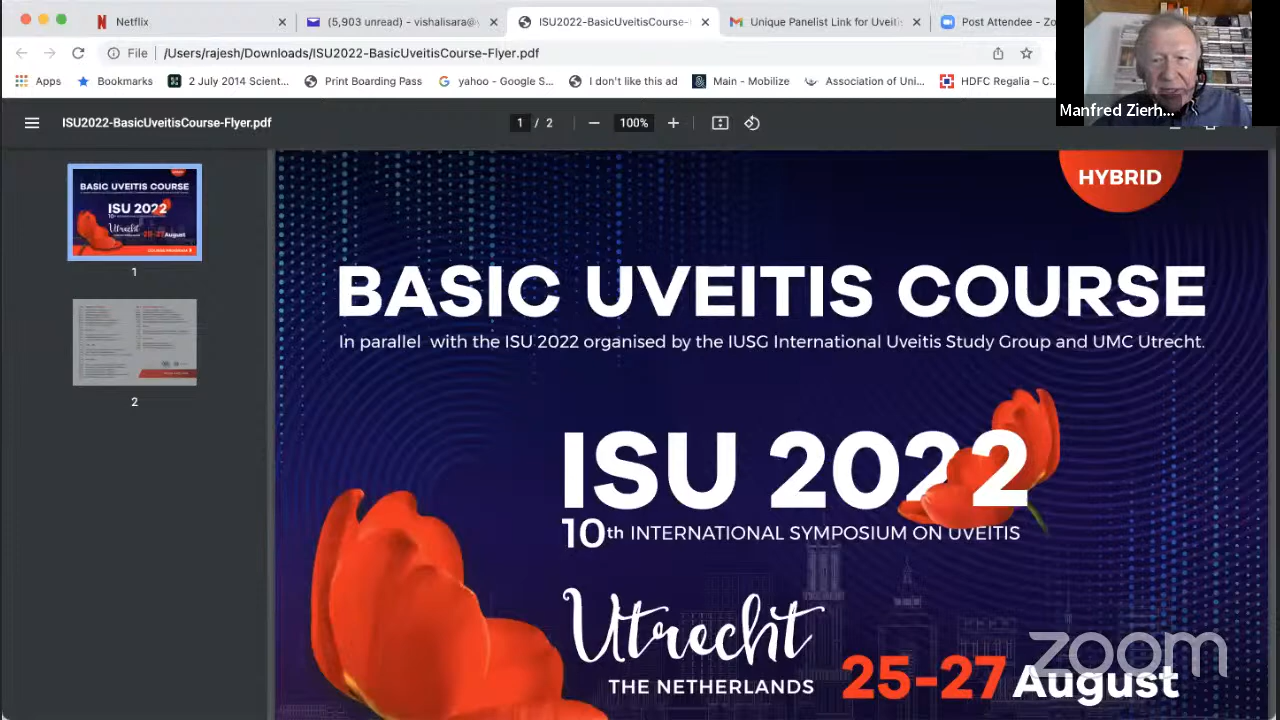 Netflix
(5,903 unread) - vishalisara@y
ISU2022-BasicUveitisCourse-
Unique Panelist Link for Uveiti
Post Attendee - Zo
File
/Users/rajesh/Downloads/ISU2022-BasicUveitisCourse-Flyer.pdf
Apps
Bookmarks
2 July 2014 Scient...
Print Boarding Pass
yahoo - Google S...
I don't like this ad
Main - Mobilize
Association of Uni...
HDFC Regalia – C...
Manfred Zierh...
ISU2022-BasicUveitisCourse-Flyer.pdf
1 / 2
100%
BASIC UVEITIS COURSE
ISU 2022
Utrecht
25-27 August
1
2
HYBRID
BASIC UVEITIS COURSE
In parallel with the ISU 2022 organised by the IUSG International Uveitis Study Group and UMC Utrecht.
ISU 2022
10th INTERNATIONAL SYMPOSIUM ON UVEITIS
Utrecht
THE NETHERLANDS
25-27 August
zoom